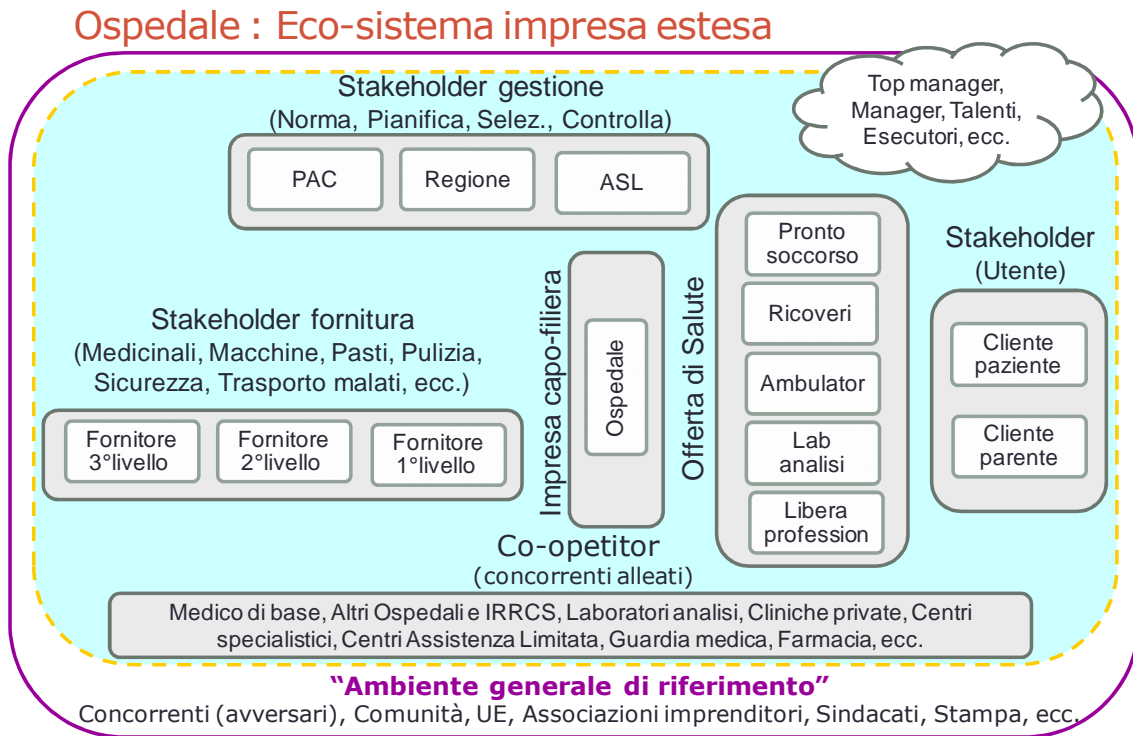 Ospedale : Eco-sistema impresa estesa
Top manager,
Manager, Talenti,
Esecutori, ecc.
Stakeholder gestione
(Norma, Pianifica, Selez., Controlla)
PAC
Regione
ASL
Stakeholder fornitura
(Medicinali, Macchine, Pasti, Pulizia,
Sicurezza, Trasporto malati, ecc.)
Fornitore
3°livello
Fornitore
2°livello
Fornitore
1°livello
Impresa capo-filiera
Ospedale
Offerta di Salute
Pronto
soccorso
Ricoveri
Ambulator
Lab
analisi
Libera
profession
Stakeholder
(Utente)
Cliente
paziente
Cliente
parente
Co-opetitor
(concorrenti alleati)
Medico di base, Altri Ospedali e IRRCS, Laboratori analisi, Cliniche private, Centri
specialistici, Centri Assistenza Limitata, Guardia medica, Farmacia, ecc.
“Ambiente generale di riferimento”
Concorrenti (avversari), Comunità, UE, Associazioni imprenditori, Sindacati, Stampa, ecc.